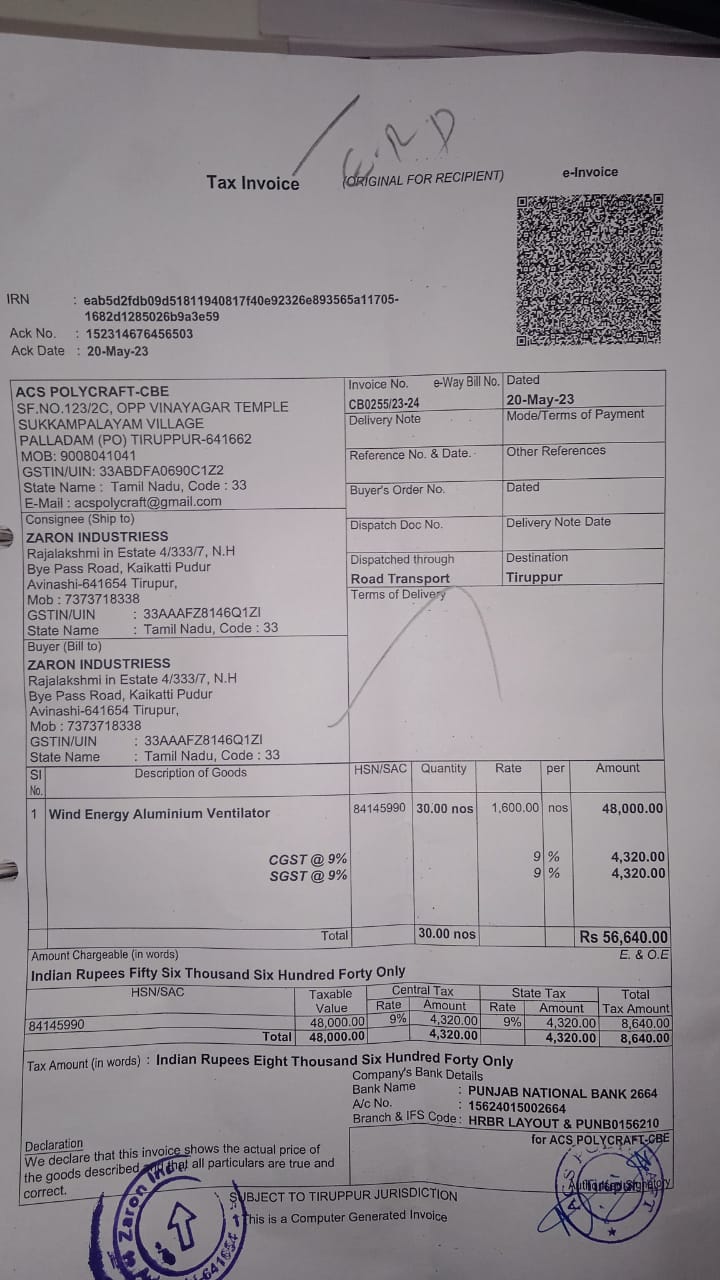 E.R.D
Tax Invoice
(ORIGINAL FOR RECIPIENT)
e-Invoice
IRN : eab5d2fdb09d51811940817f40e92326e893565a11705-
1682d1285026b9a3e59
Ack No. : 152314676456503
Ack Date : 20-May-23
ACS POLYCRAFT-CBE
SF.NO.123/2C, OPP VINAYAGAR TEMPLE
SUKKAMPALAYAM VILLAGE
PALLADAM (PO) TIRUPPUR-641662
MOB: 9008041041
GSTIN/UIN: 33ABDFA0690C1Z2
State Name : Tamil Nadu, Code : 33
E-Mail : acspolycraft@gmail.com
Invoice No. e-Way Bill No.
CB0255/23-24
Dated
20-May-23
Delivery Note
Mode/Terms of Payment
Reference No. & Date.
Other References
Buyer's Order No.
Dated
Dispatch Doc No.
Delivery Note Date
Dispatched through
Road Transport
Destination
Tiruppur
Terms of Delivery
Consignee (Ship to)
ZARON INDUSTRIESS
Rajalakshmi in Estate 4/333/7, N.H
Bye Pass Road, Kaikatti Pudur
Avinashi-641654 Tirupur,
Mob : 7373718338
GSTIN/UIN : 33AAAFZ8146Q1ZI
State Name : Tamil Nadu, Code : 33
Buyer (Bill to)
ZARON INDUSTRIESS
Rajalakshmi in Estate 4/333/7, N.H
Bye Pass Road, Kaikatti Pudur
Avinashi-641654 Tirupur,
Mob : 7373718338
GSTIN/UIN : 33AAAFZ8146Q1ZI
State Name : Tamil Nadu, Code : 33
Sl No. Description of Goods HSN/SAC Quantity Rate per Amount
1 Wind Energy Aluminium Ventilator 84145990 30.00 nos 1,600.00 nos 48,000.00
CGST @ 9% 9 % 4,320.00
SGST @ 9% 9 % 4,320.00
Total 30.00 nos Rs 56,640.00
Amount Chargeable (in words) E. & O.E
Indian Rupees Fifty Six Thousand Six Hundred Forty Only
HSN/SAC Taxable Value Central Tax State Tax Total Tax Amount
Rate Amount Rate Amount
84145990 48,000.00 9% 4,320.00 9% 4,320.00 8,640.00
Total 48,000.00 4,320.00 4,320.00 8,640.00
Tax Amount (in words) : Indian Rupees Eight Thousand Six Hundred Forty Only
Company's Bank Details
Bank Name : PUNJAB NATIONAL BANK 2664
A/c No. : 15624015002664
Branch & IFS Code : HRBR LAYOUT & PUNB0156210
Declaration
We declare that this invoice shows the actual price of
the goods described and that all particulars are true and
correct.
for ACS POLYCRAFT-CBE
Authorised Signatory
SUBJECT TO TIRUPPUR JURISDICTION
This is a Computer Generated Invoice
Zaron
ACS POLYCRAFT